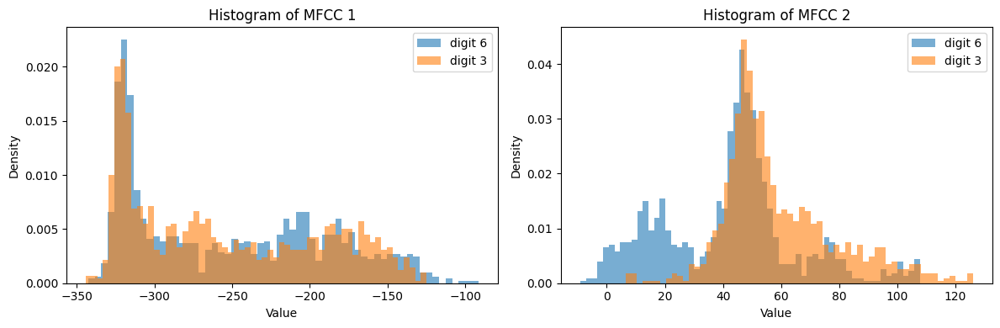 Histogram of MFCC 1
digit 6
digit 3
0.020
0.015
0.010
0.005
0.000
Density
−350
−300
−250
−200
−150
−100
Value
Histogram of MFCC 2
digit 6
digit 3
0.04
0.03
0.02
0.01
0.00
Density
0
20
40
60
80
100
120
Value